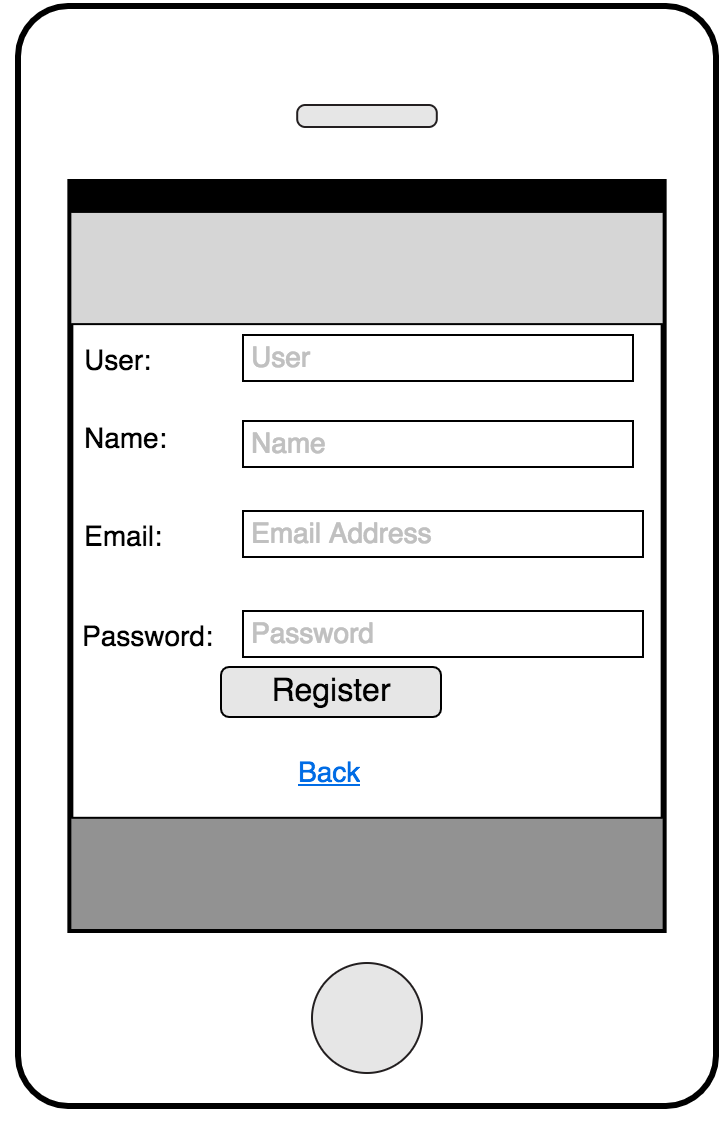 User: User
Name: Name
Email: Email Address
Password: Password
Register
Back